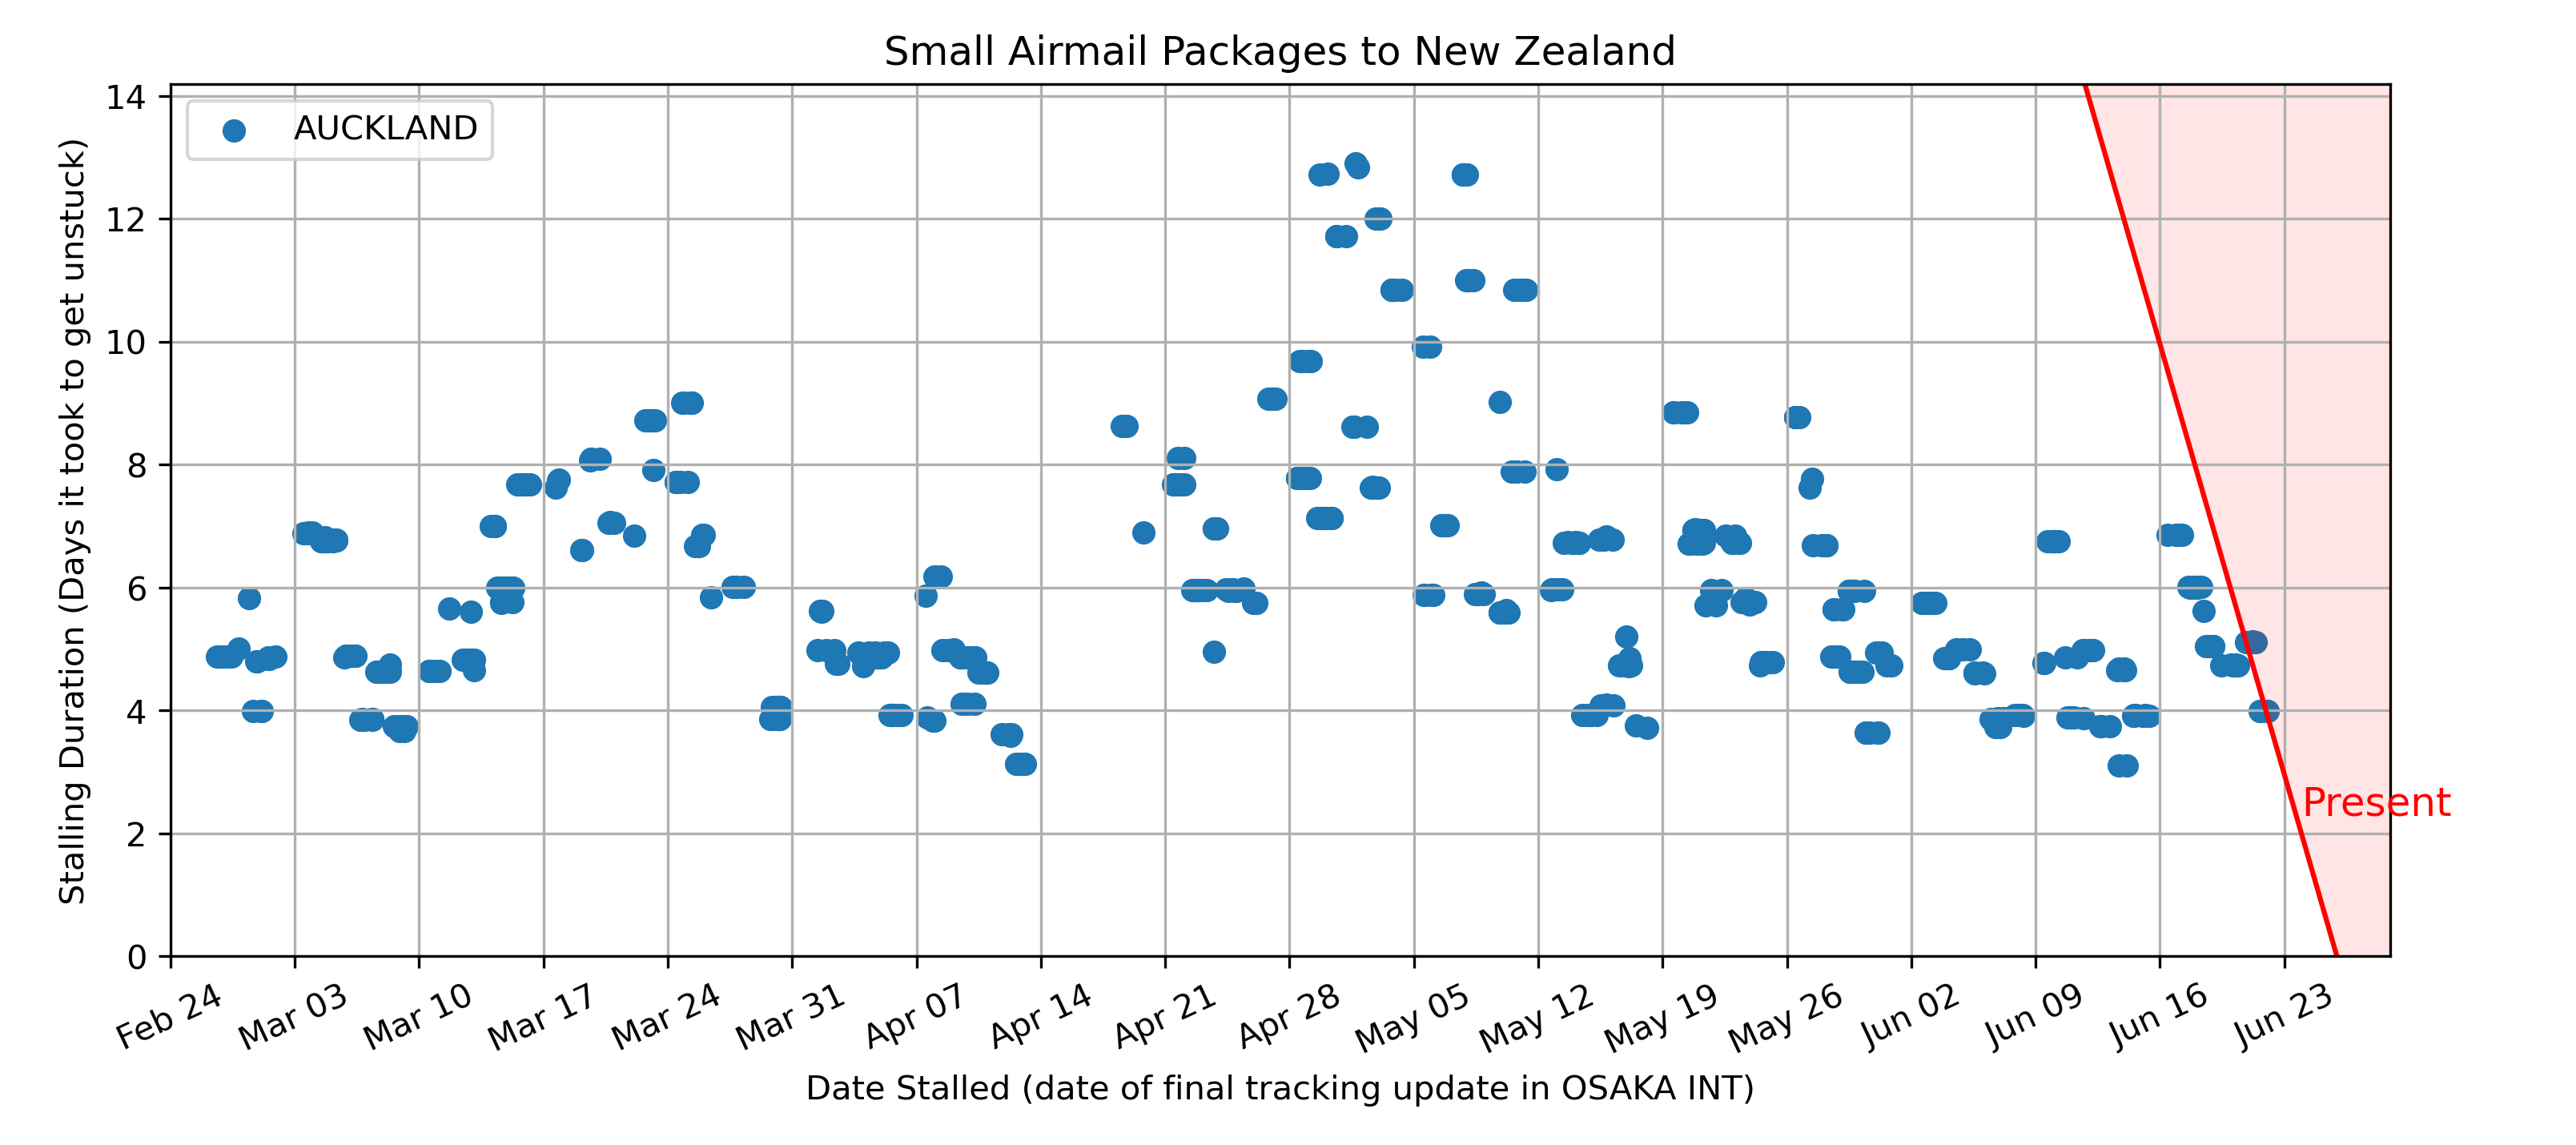 Small Airmail Packages to New Zealand
AUCKLAND
Stalling Duration (Days it took to get unstuck)
14
12
10
8
6
4
2
0
Present
Feb 24
Mar 03
Mar 10
Mar 17
Mar 24
Mar 31
Apr 07
Apr 14
Apr 21
Apr 28
May 05
May 12
May 19
May 26
Jun 02
Jun 09
Jun 16
Jun 23
Date Stalled (date of final tracking update in OSAKA INT)